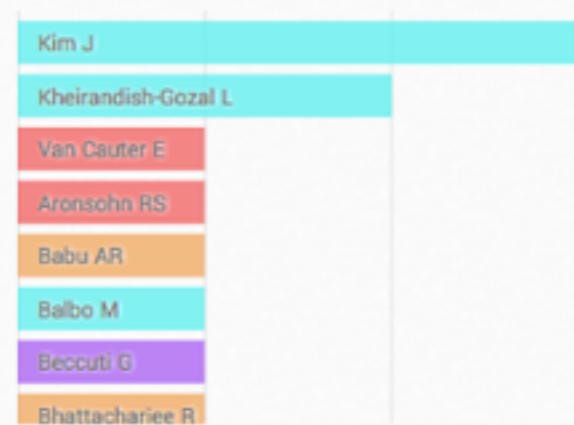 Kim J
Kheirandish-Gozal L
Van Cauter E
Aronsohn RS
Babu AR
Balbo M
Beccuti G
Bhattacharjee R